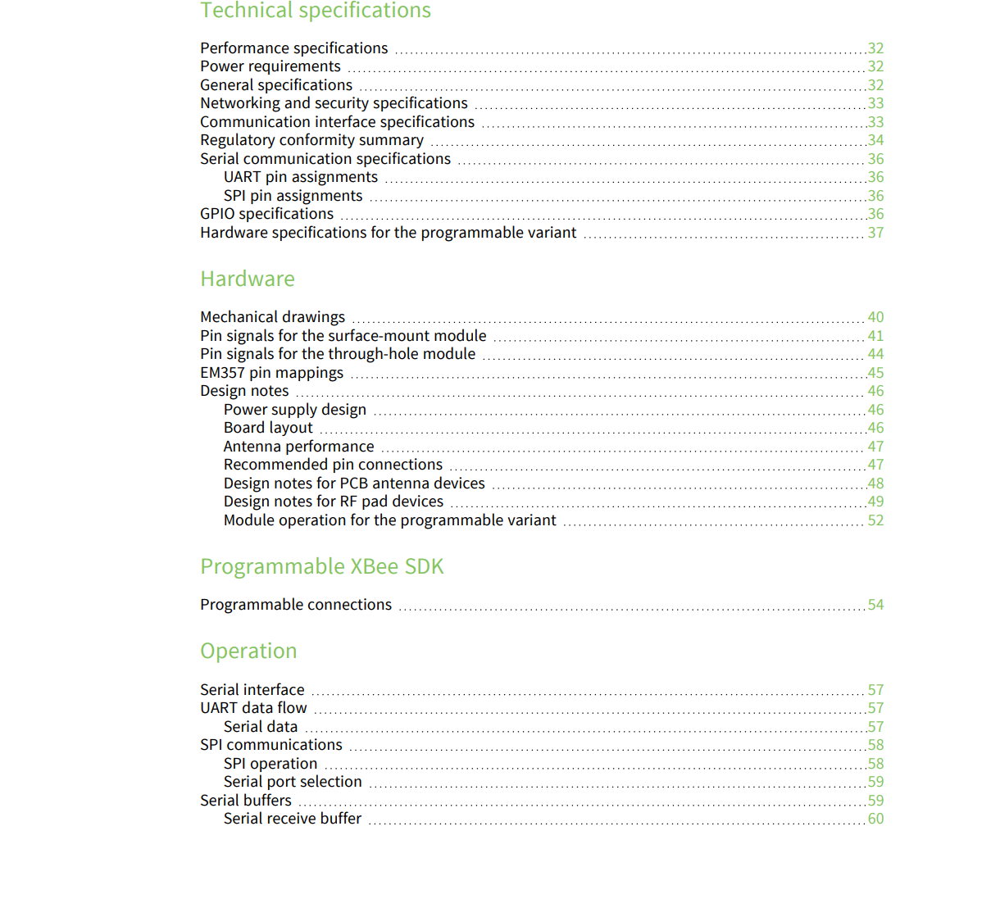 Technical specifications
Performance specifications 32
Power requirements 32
General specifications 32
Networking and security specifications 33
Communication interface specifications 33
Regulatory conformity summary 34
Serial communication specifications 36
UART pin assignments 36
SPI pin assignments 36
GPIO specifications 36
Hardware specifications for the programmable variant 37
Hardware
Mechanical drawings 40
Pin signals for the surface-mount module 41
Pin signals for the through-hole module 44
EM357 pin mappings 45
Design notes 46
Power supply design 46
Board layout 46
Antenna performance 47
Recommended pin connections 47
Design notes for PCB antenna devices 48
Design notes for RF pad devices 49
Module operation for the programmable variant 52
Programmable XBee SDK
Programmable connections 54
Operation
Serial interface 57
UART data flow 57
Serial data 57
SPI communications 58
SPI operation 58
Serial port selection 59
Serial buffers 59
Serial receive buffer 60